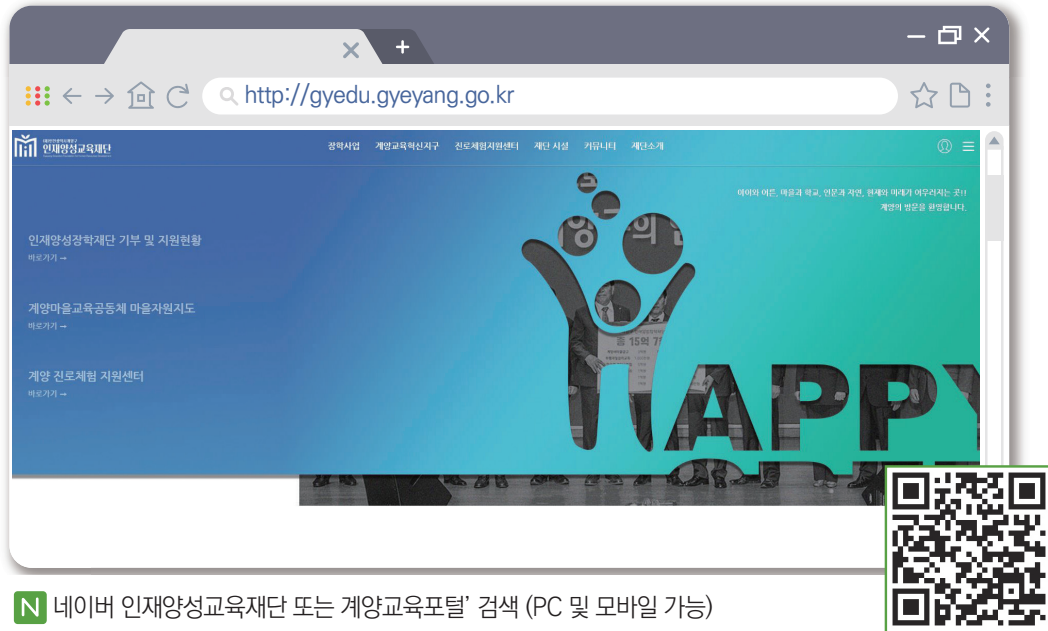 http://gyedu.gyeyang.go.kr
인재양성교육재단
장학사업 계양교육혁신지구 진로체험지원센터 재단 시설 커뮤니티 재단소개
아이와 어른, 마을과 학교, 인문과 자연, 현재와 미래가 어우러지는 곳!!
계양의 방문을 환영합니다.
인재양성장학재단 기부 및 지원현황
바로가기 →
계양마을교육공동체 마을자원지도
바로가기 →
계양 진로체험 지원센터
바로가기 →
의
총 15억 7
APPY
N 네이버 인재양성교육재단 또는 계양교육포털’ 검색 (PC 및 모바일 가능)